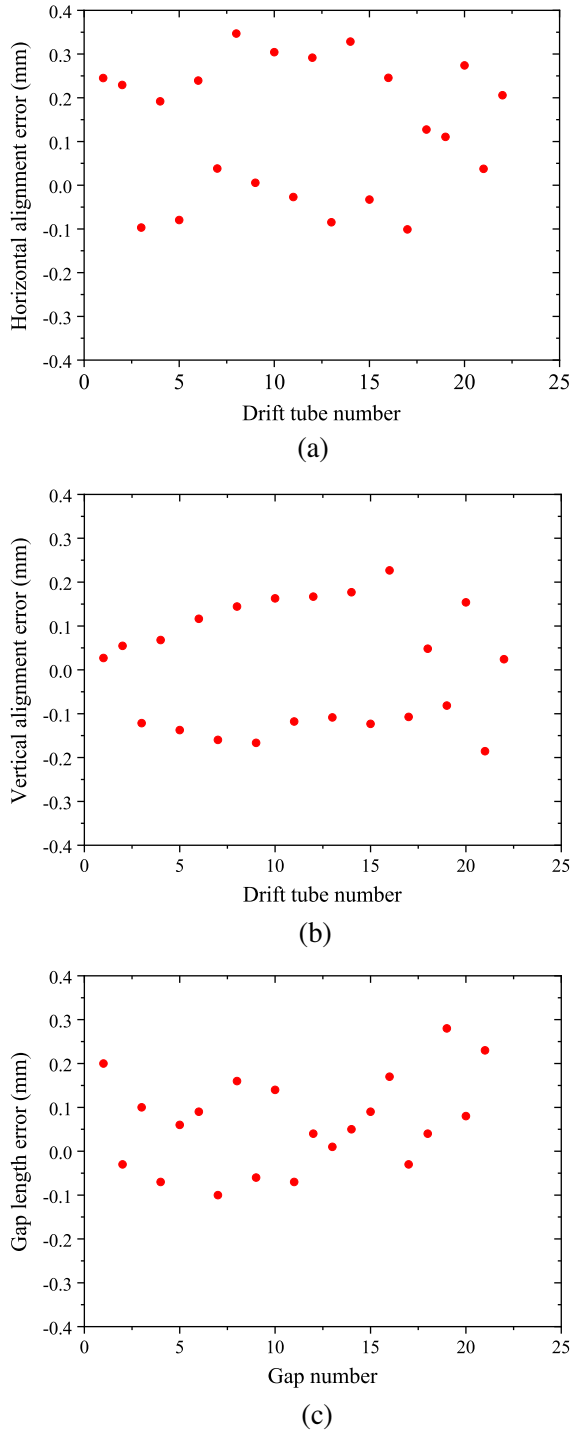 Horizontal alignment error (mm)
0.4
0.3
0.2
0.1
0.0
-0.1
-0.2
-0.3
-0.4
0 5 10 15 20 25
Drift tube number
(a)
Vertical alignment error (mm)
0.4
0.3
0.2
0.1
0.0
-0.1
-0.2
-0.3
-0.4
0 5 10 15 20 25
Drift tube number
(b)
Gap length error (mm)
0.4
0.3
0.2
0.1
0.0
-0.1
-0.2
-0.3
-0.4
0 5 10 15 20 25
Gap number
(c)